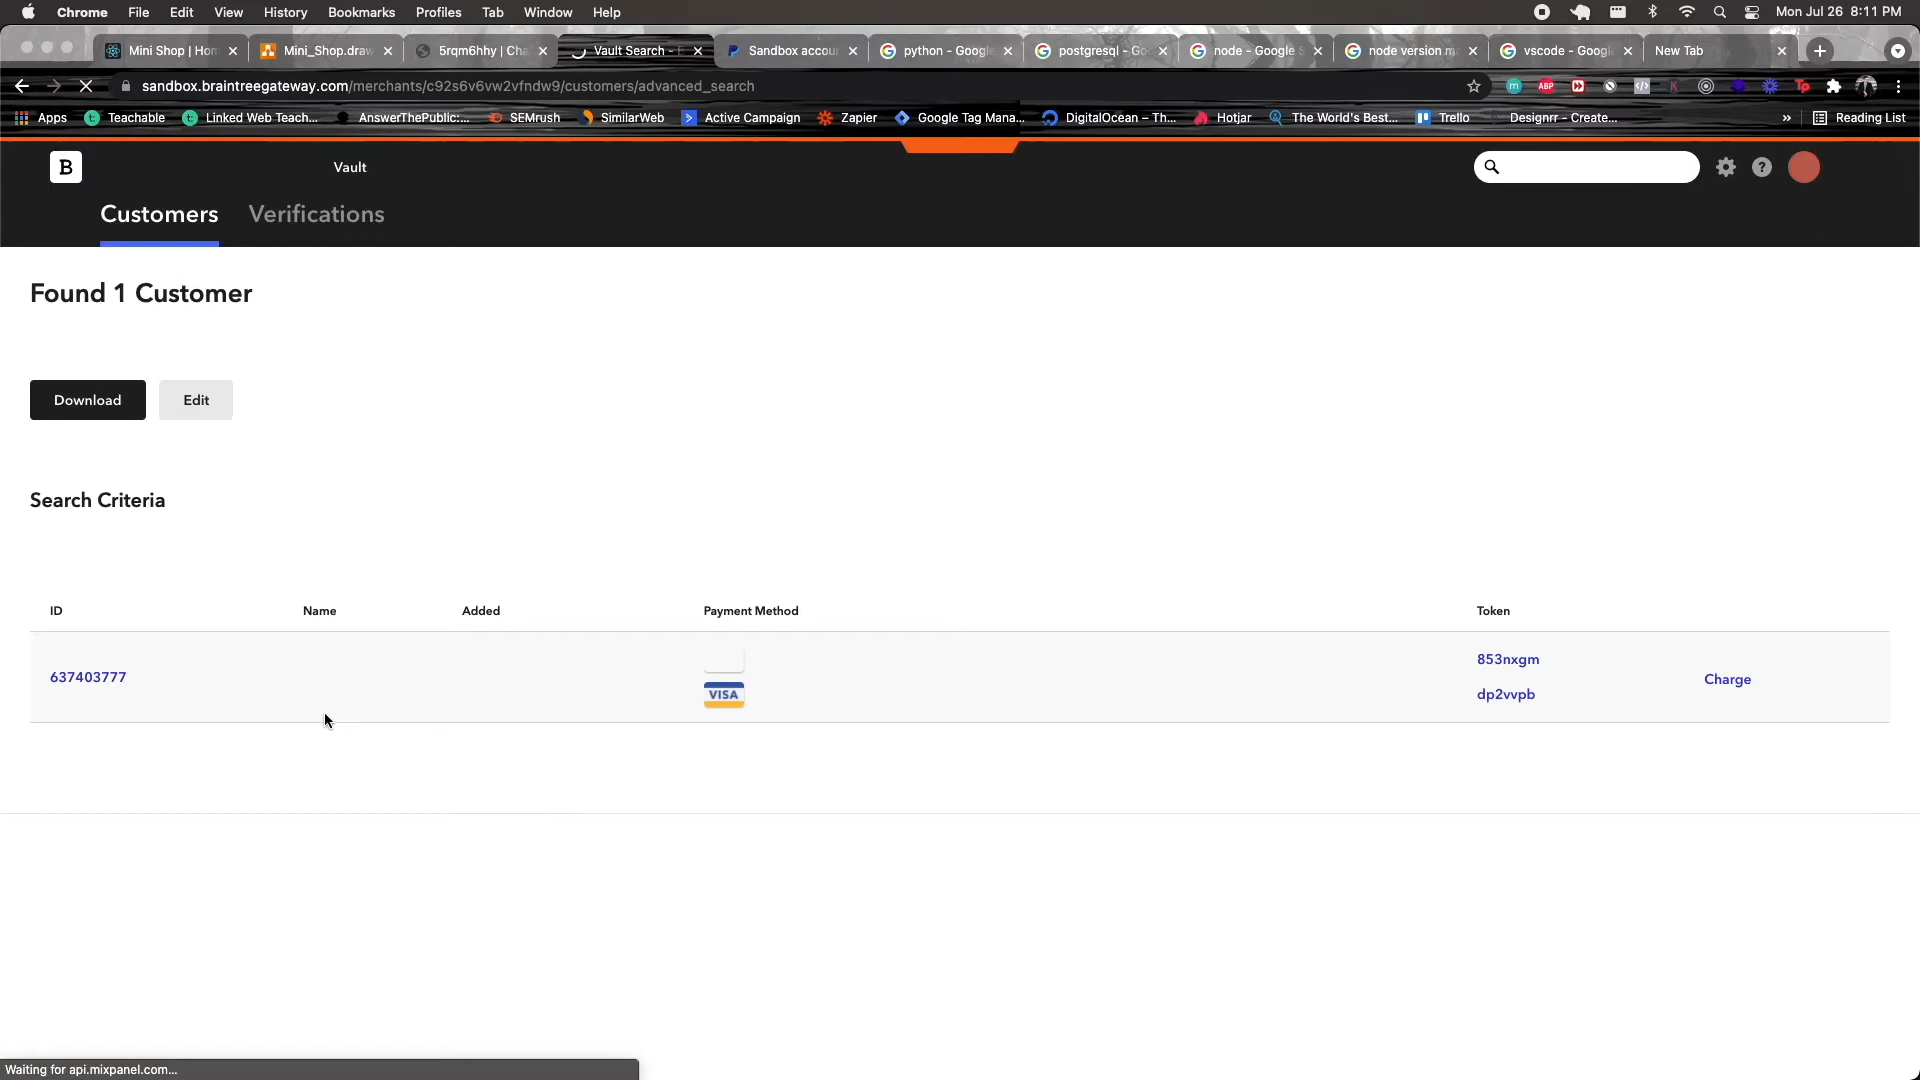 Chrome File Edit View History Bookmarks Profiles Tab Window Help Mon Jul 26 8:11 PM
Mini Shop | Hom Mini_Shop.draw 5rqm6hhy | Cha Vault Search - Sandbox accou python - Google postgresql - Go node - Google S node version ma vscode - Googl New Tab
sandbox.braintreegateway.com/merchants/c92s6v6vw2vfndw9/customers/advanced_search
Apps Teachable Linked Web Teach... AnswerThePublic:... SEMrush SimilarWeb Active Campaign Zapier Google Tag Mana... DigitalOcean – Th... Hotjar The World's Best... Trello Designrr - Create... » Reading List
B Vault
Customers Verifications
Found 1 Customer
Download Edit
Search Criteria
ID Name Added Payment Method Token
853nxgm
637403777 Charge
VISA dp2vvpb
Waiting for api.mixpanel.com...